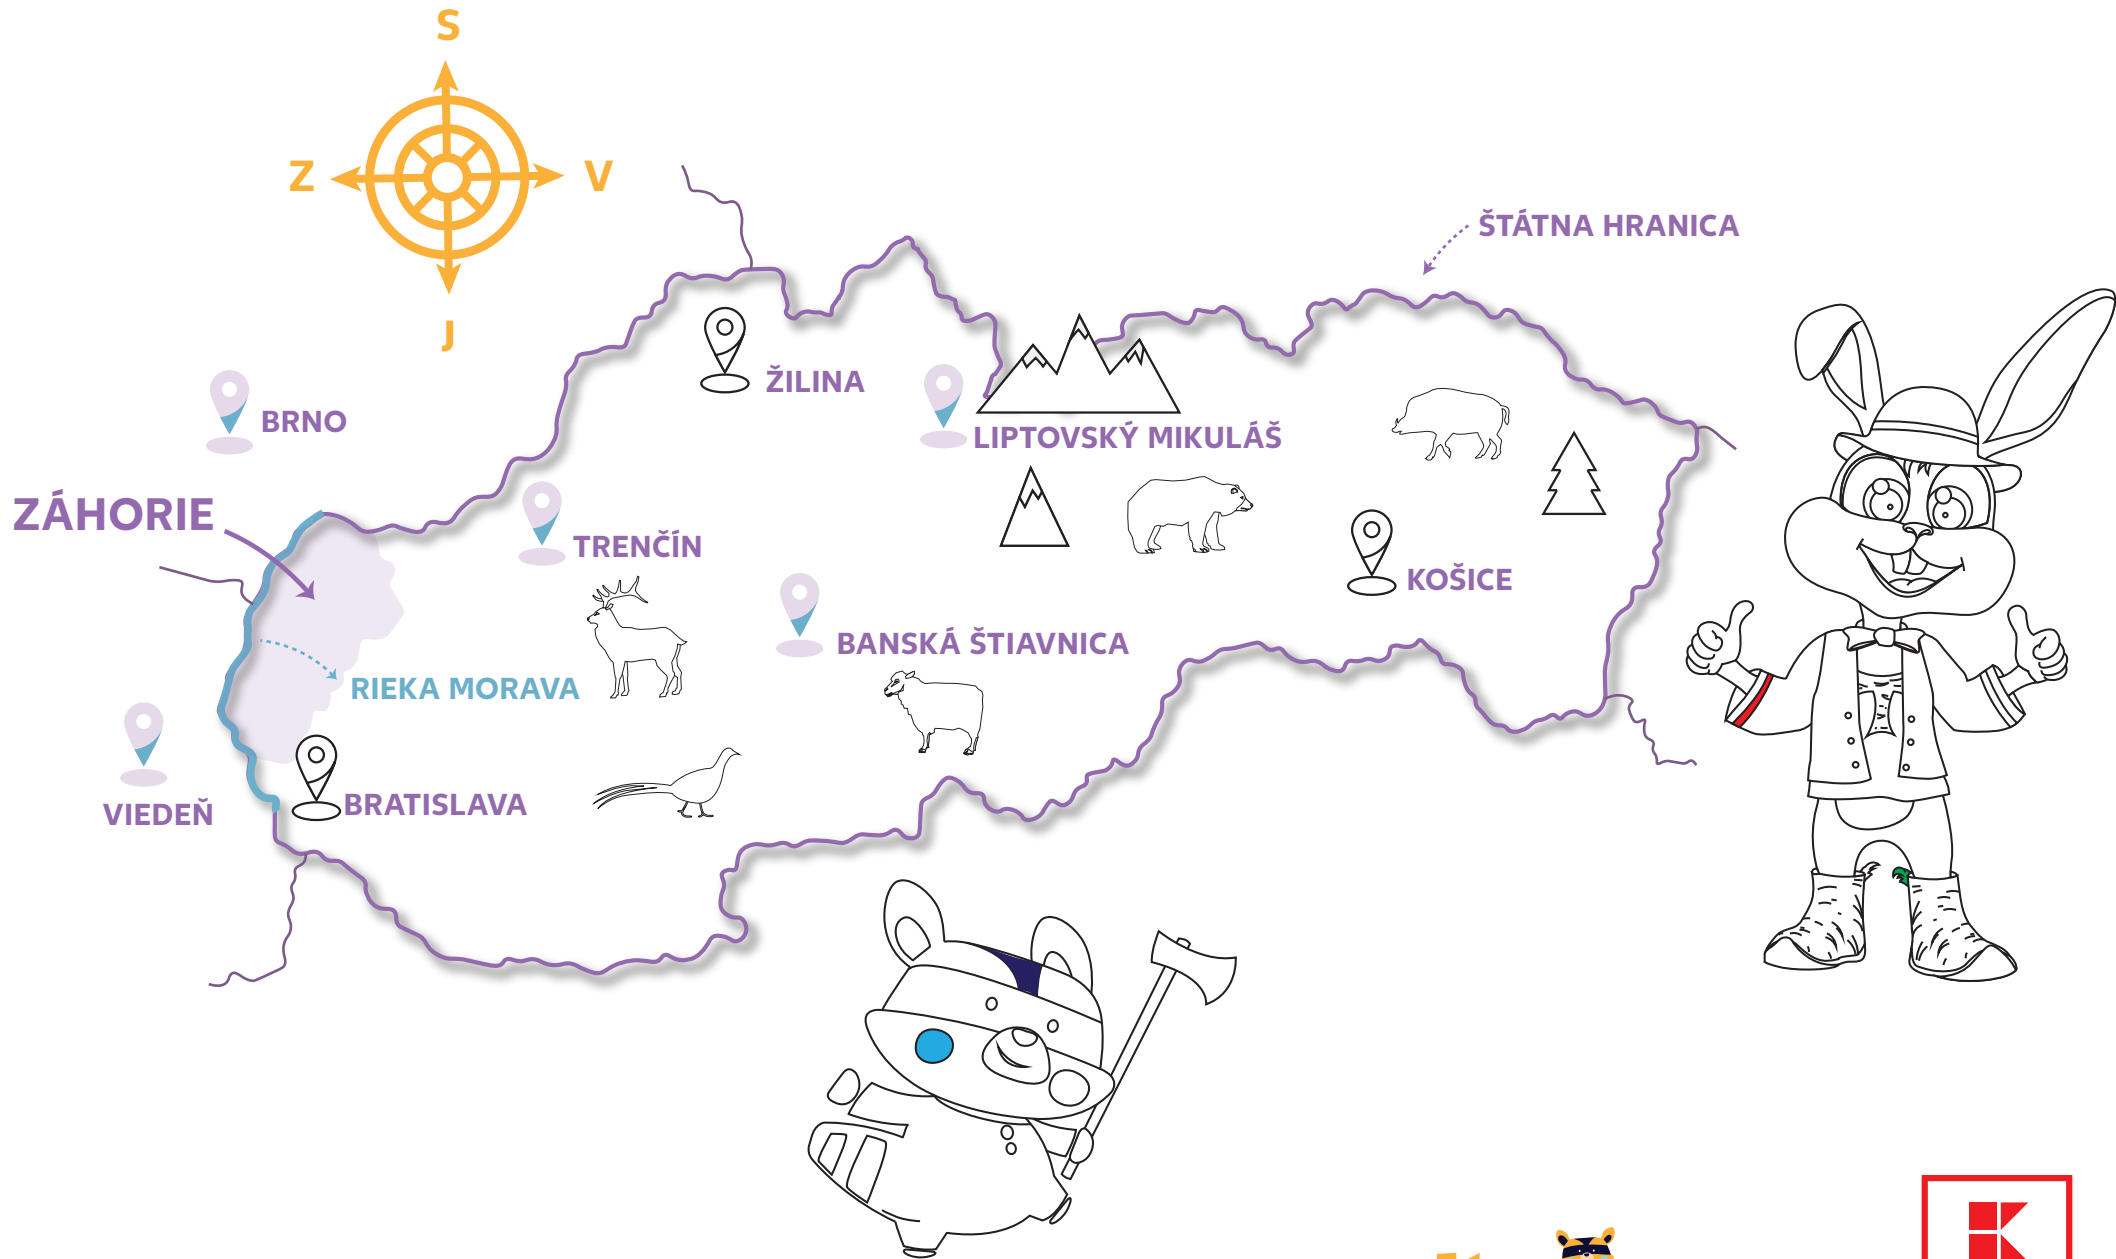 S
Z
V
J
ŠTÁTNA HRANICA
ŽILINA
BRNO
LIPTOVSKÝ MIKULÁŠ
ZÁHORIE
TRENČÍN
KOŠICE
BANSKÁ ŠTIAVNICA
RIEKA MORAVA
VIEDEŇ
BRATISLAVA